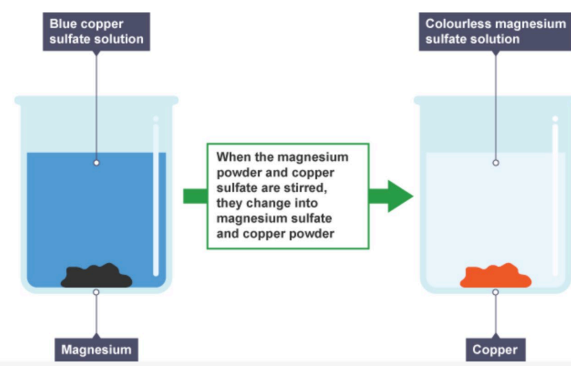 Blue copper
sulfate solution
Colourless magnesium
sulfate solution
When the magnesium
powder and copper
sulfate are stirred,
they change into
magnesium sulfate
and copper powder
Magnesium
Copper